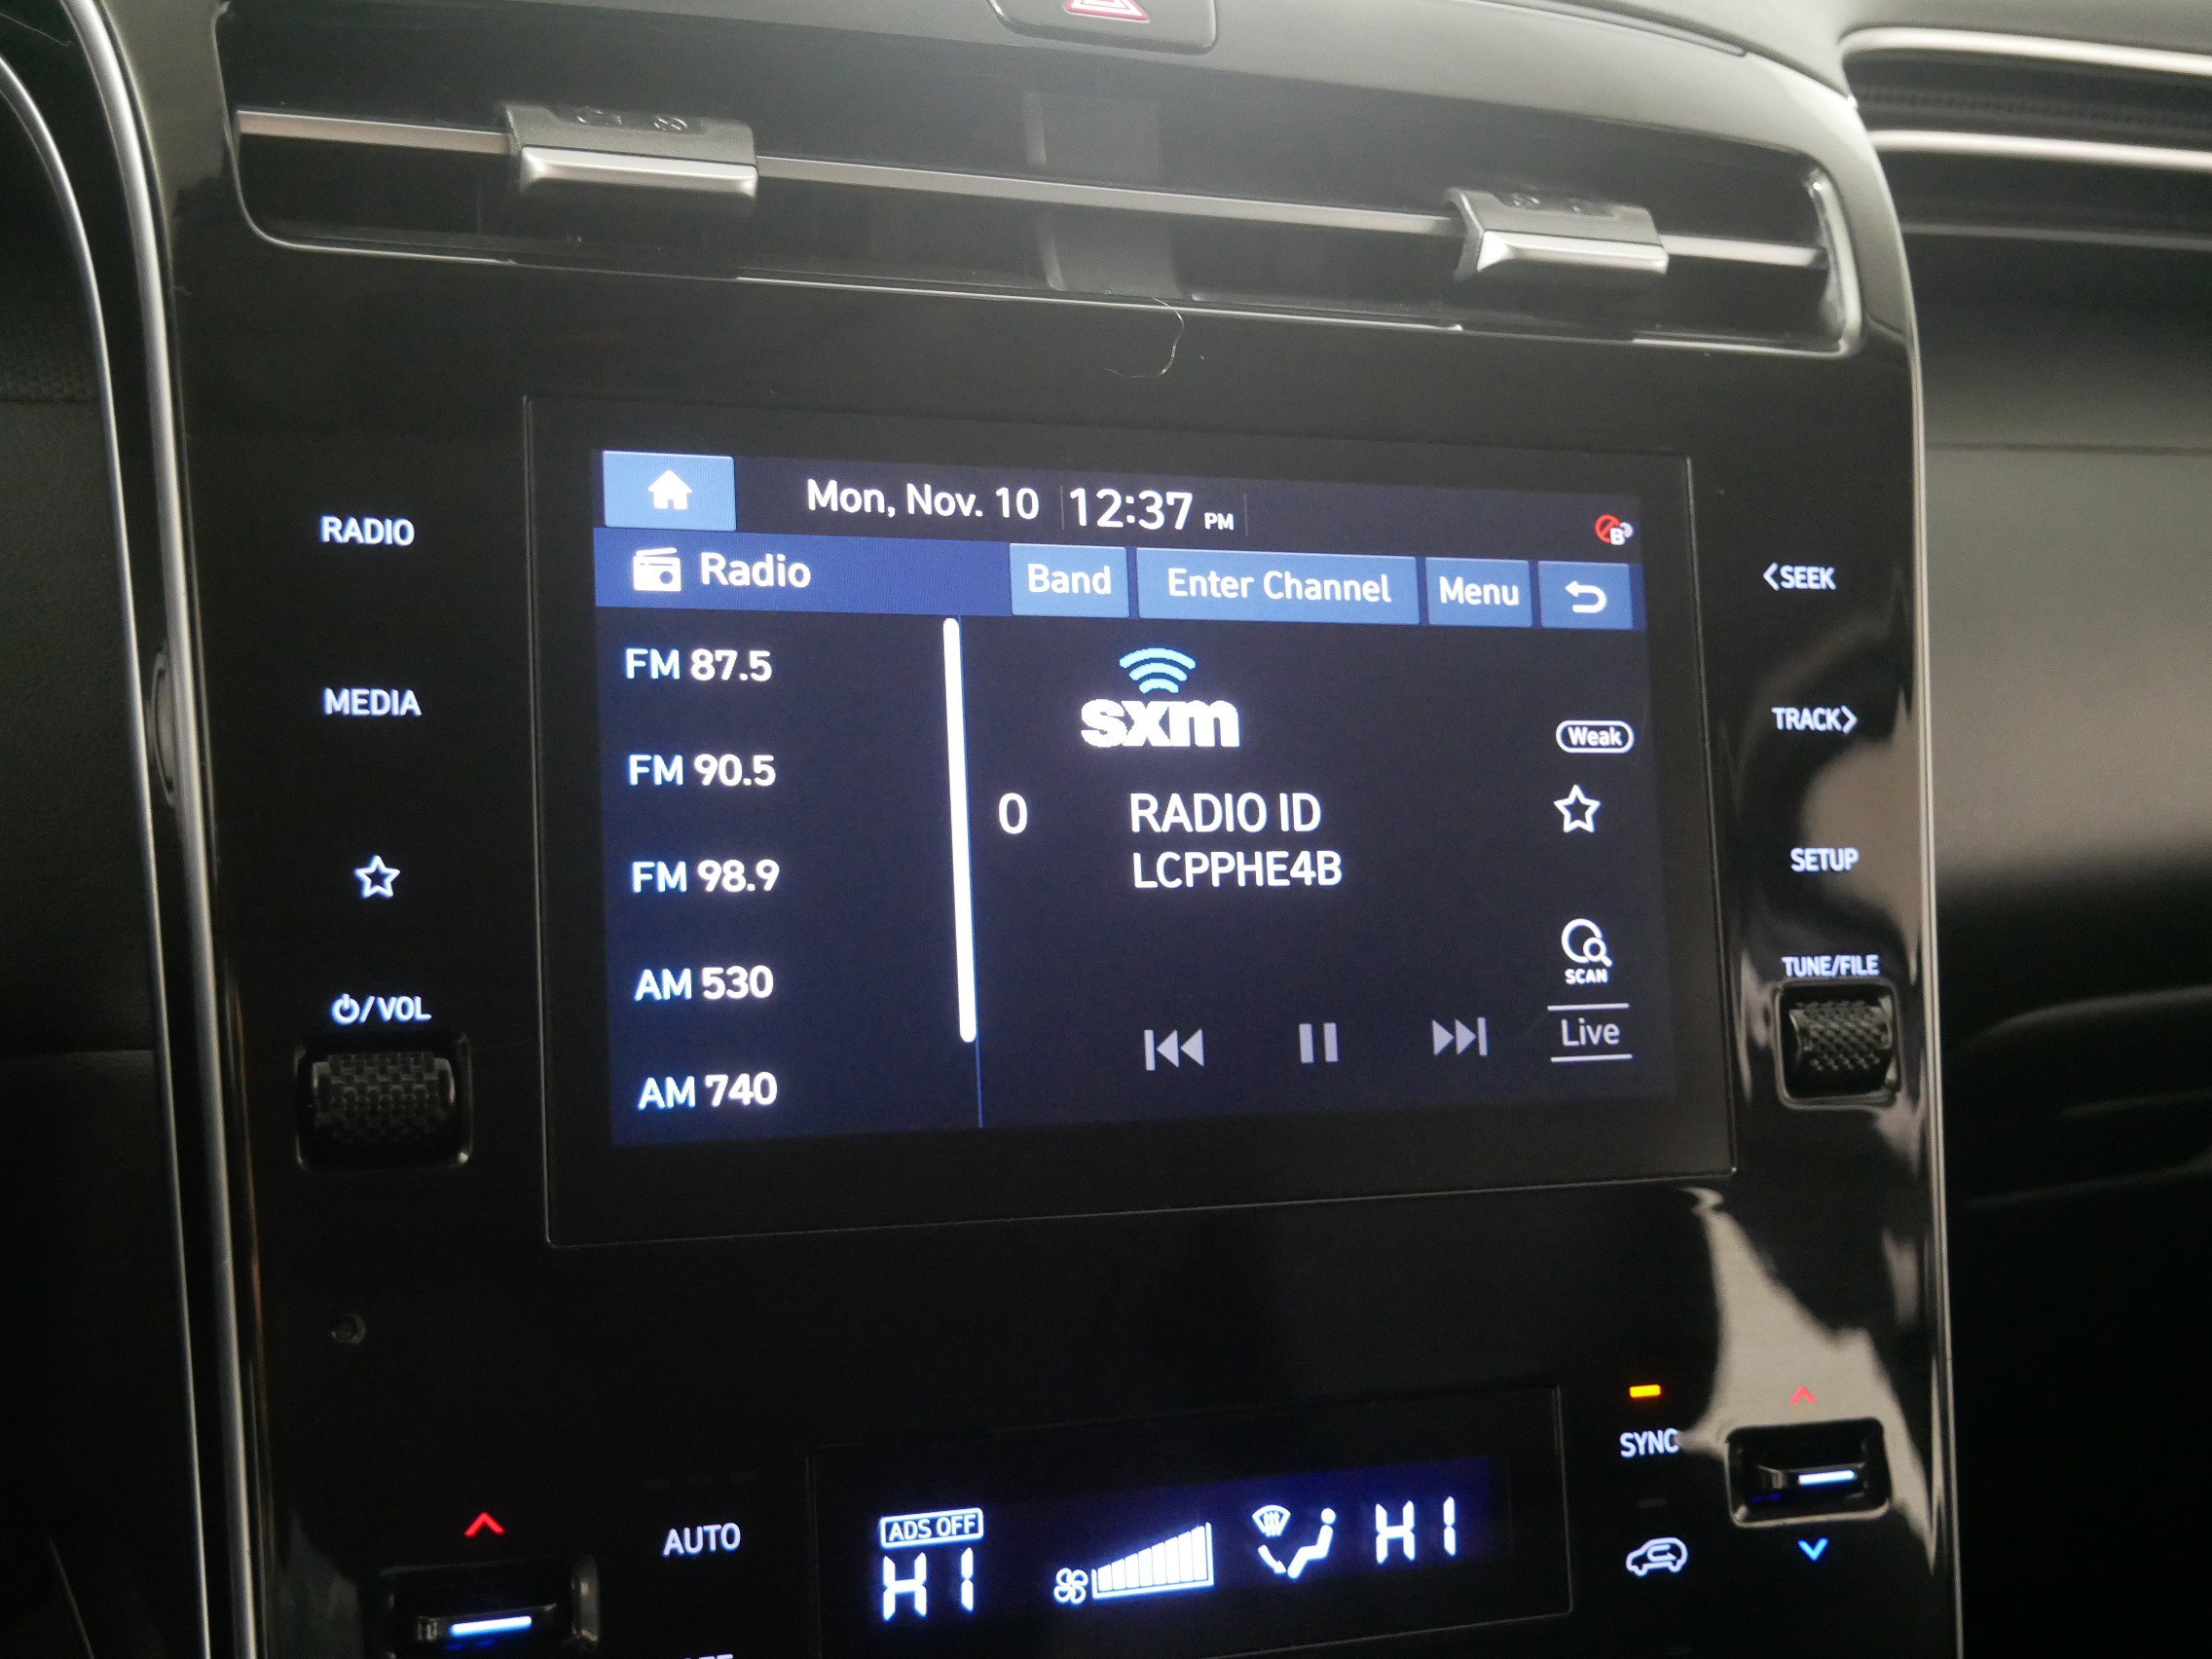 Mon, Nov. 10 12:37 PM
B
Radio Band Enter Channel Menu
FM 87.5
FM 90.5
FM 98.9
AM 530
AM 740
sxm
Weak
0 RADIO ID
LCPPHE4B
SCAN
Live
RADIO
MEDIA
/VOL
<SEEK
TRACK>
SETUP
TUNE/FILE
SYNC
AUTO
ADS OFF
HI
HI